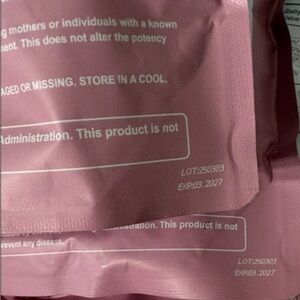 g mothers or individuals with a known
ent. This does not alter the potency
AGED OR MISSING. STORE IN A COOL,
Administration. This product is not
LOT:250303
EXP:03 2027
ministration. This product is not
revent any disease.
LOT:250303
EXP:03 2027